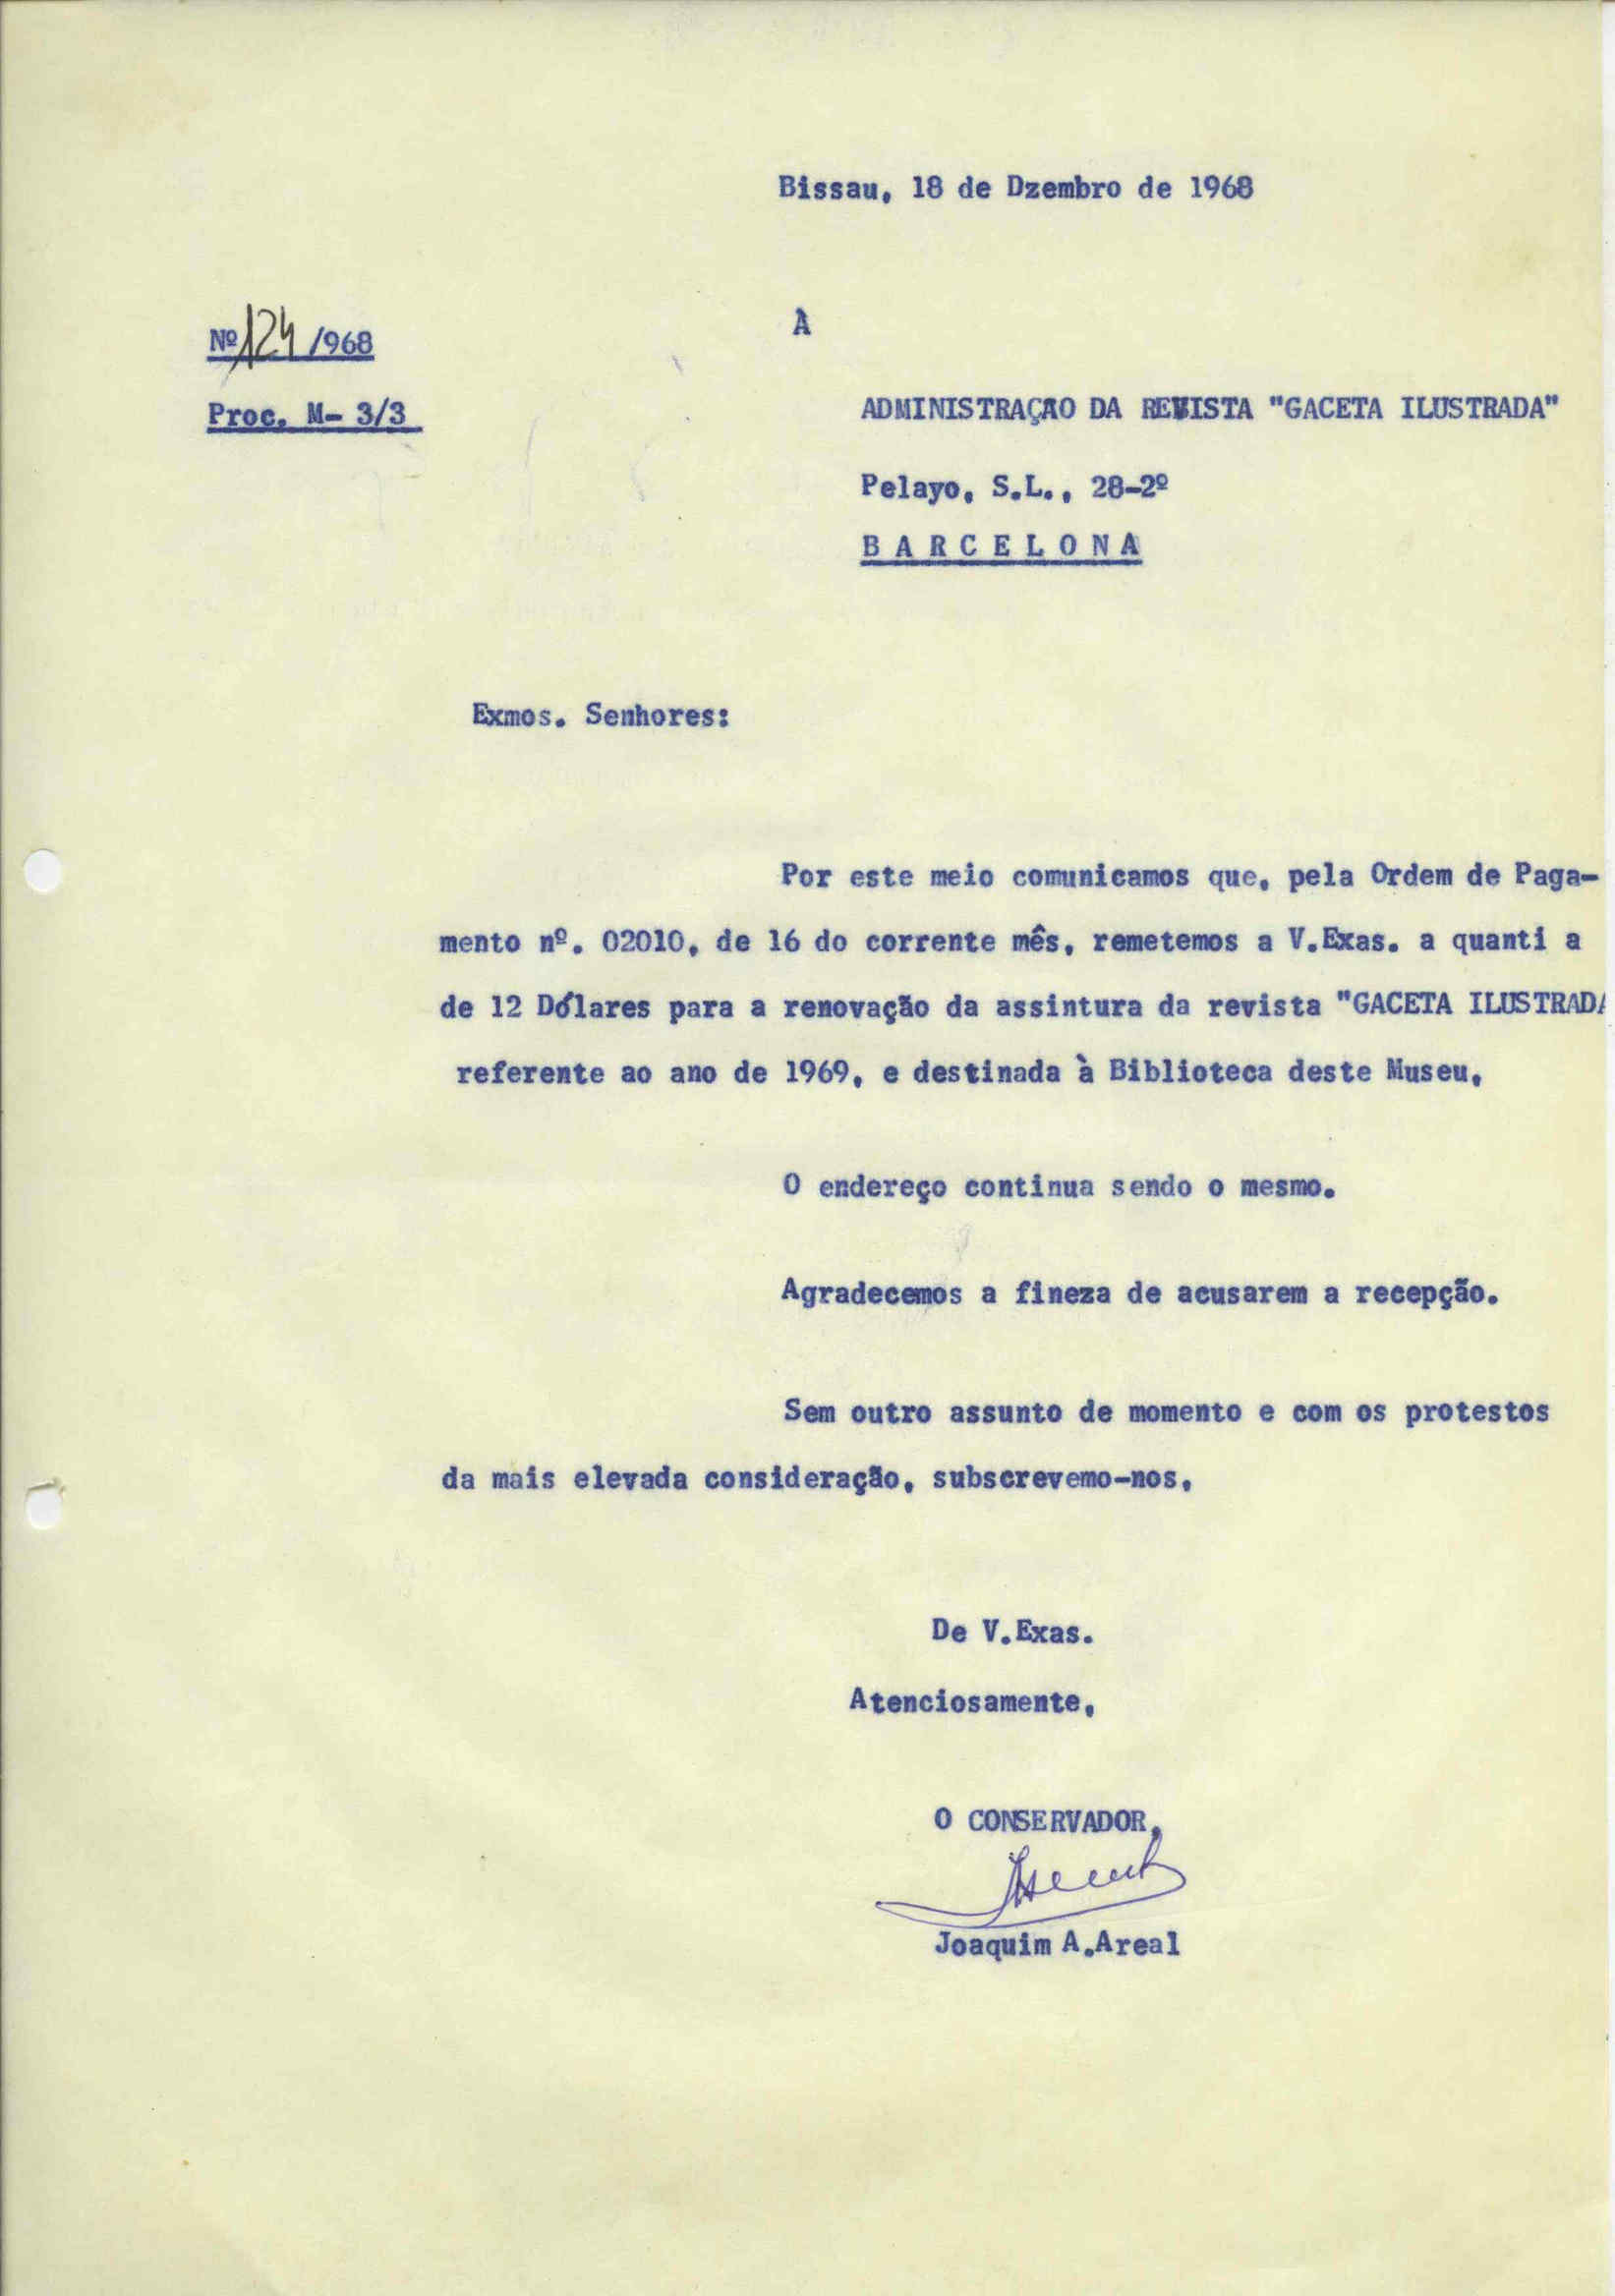 Bissau, 18 de Dzembro de 1968
À
Nº 124 /968
ADMINISTRAÇAO DA REVISTA "GACETA ILUSTRADA"
Proc. M- 3/3
Pelayo, S.L., 28-2º
B A R C E L O N A
Exmos. Senhores:
Por este meio comunicamos que, pela Ordem de Paga-
mento nº. 02010, de 16 do corrente mês, remetemos a V.Exas. a quanti a
de 12 Dólares para a renovação da assintura da revista "GACETA ILUSTRADA
referente ao ano de 1969, e destinada à Biblioteca deste Museu,
O endereço continua sendo o mesmo.
Agradecemos a fineza de acusarem a recepção.
Sem outro assunto de momento e com os protestos
da mais elevada consideração, subscrevemo-nos,
De V.Exas.
Atenciosamente,
O CONSERVADOR,
Joaquim A.Areal